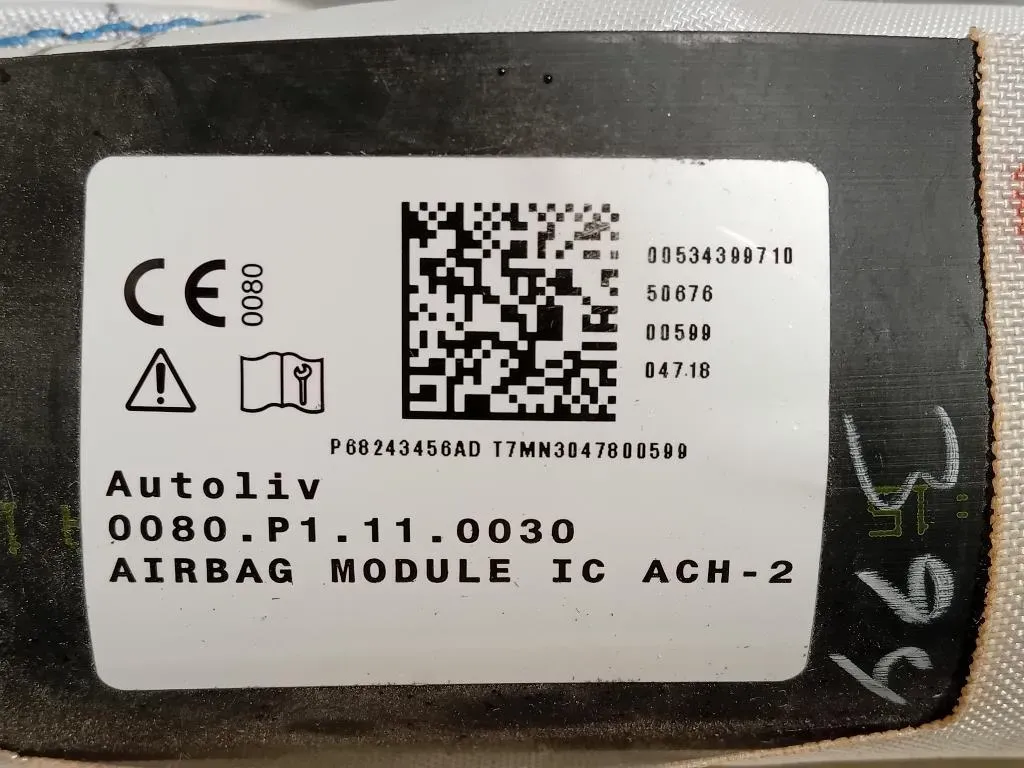 CE 0080
00534399710
50676
00599
04718
P68243456AD T7MN3047800599
Autoliv
0080.P1.11.0030
AIRBAG MODULE IC ACH-2